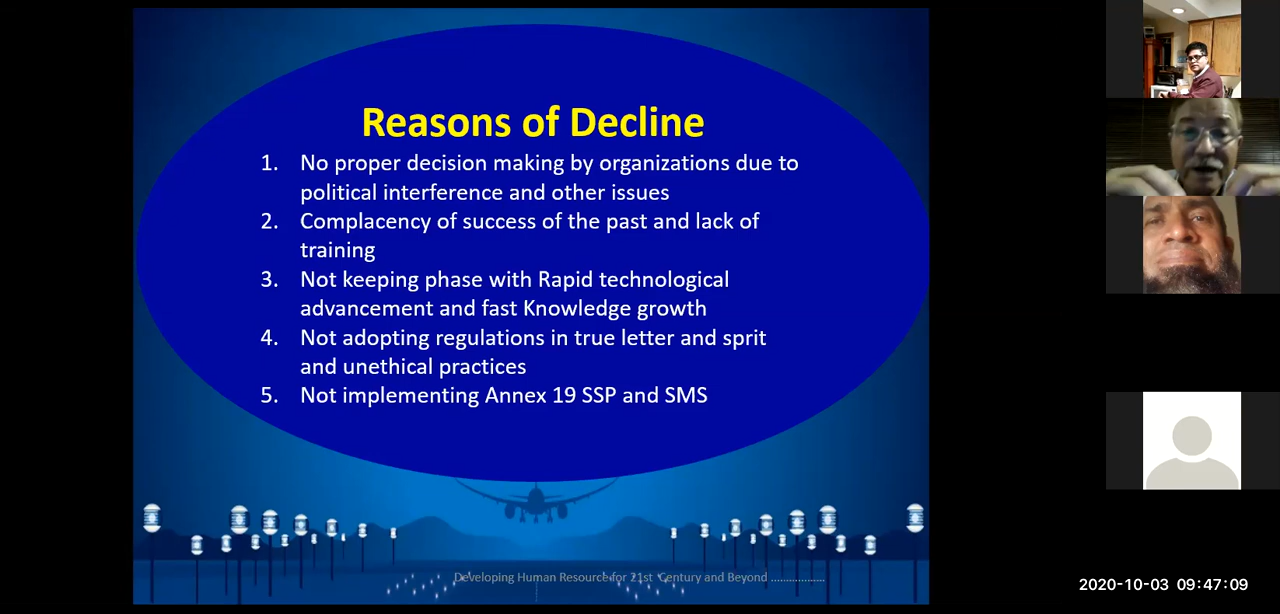 Reasons of Decline
1. No proper decision making by organizations due to
political interference and other issues
2. Complacency of success of the past and lack of
training
3. Not keeping phase with Rapid technological
advancement and fast Knowledge growth
4. Not adopting regulations in true letter and sprit
and unethical practices
5. Not implementing Annex 19 SSP and SMS
Developing Human Resource for 21st Century and Beyond ..................
2020-10-03 09:47:09